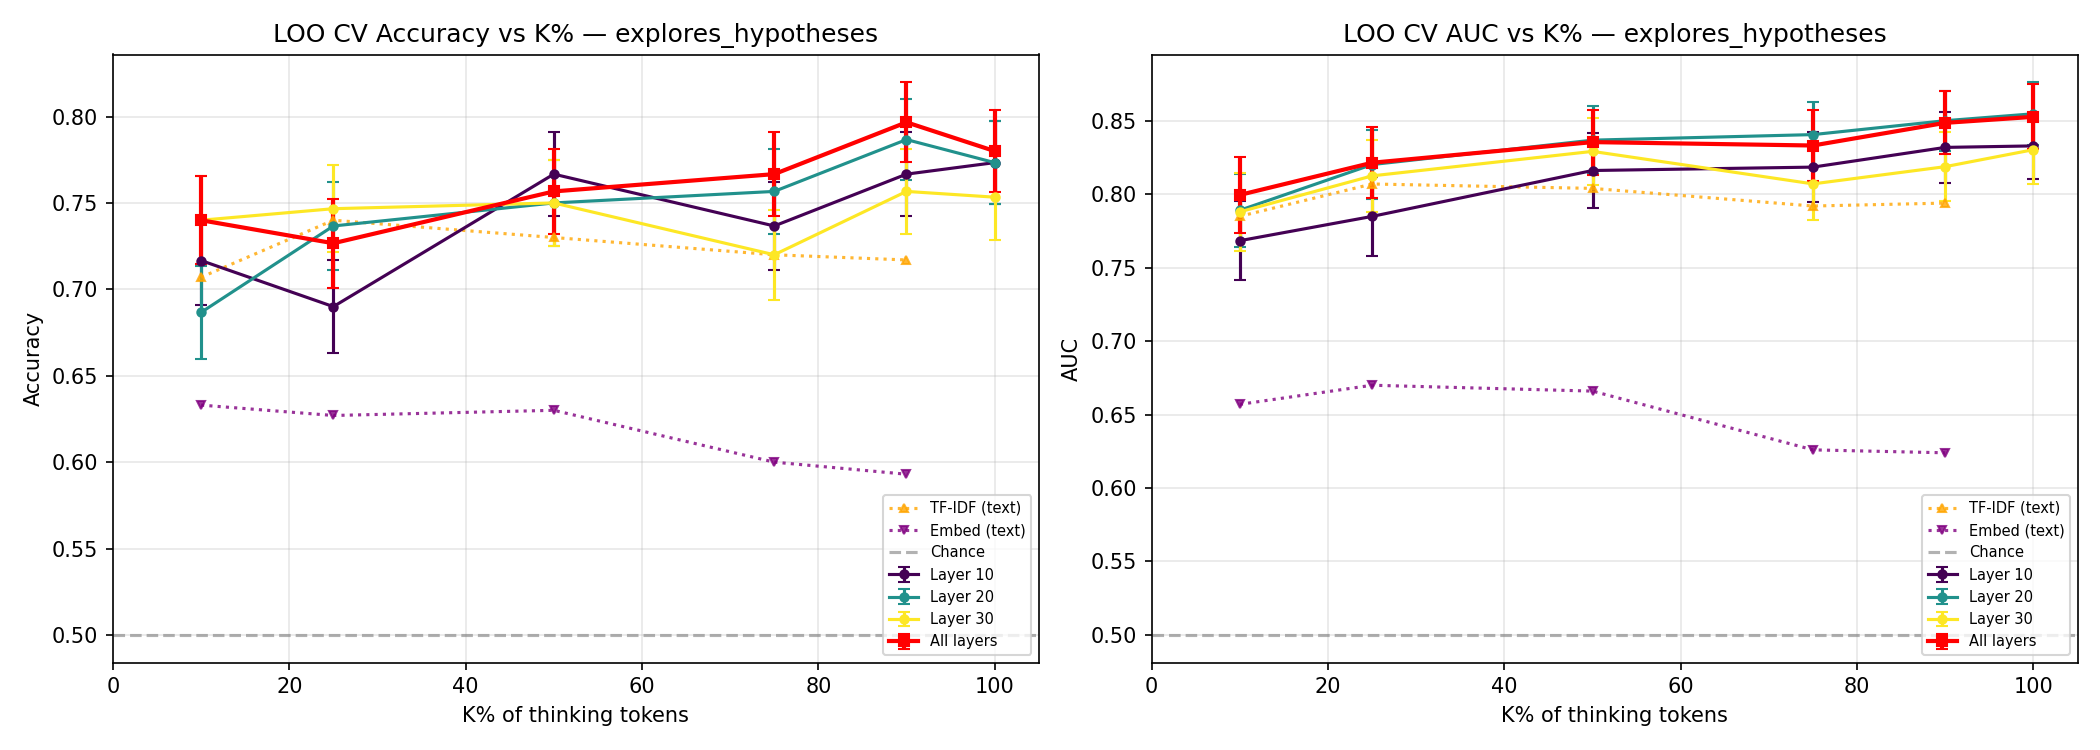 LOO CV Accuracy vs K% — explores_hypotheses
Accuracy
0.80
0.75
0.70
0.65
0.60
0.55
0.50
0
20
40
60
80
100
K% of thinking tokens
TF-IDF (text)
Embed (text)
Chance
Layer 10
Layer 20
Layer 30
All layers
LOO CV AUC vs K% — explores_hypotheses
AUC
0.85
0.80
0.75
0.70
0.65
0.60
0.55
0.50
0
20
40
60
80
100
K% of thinking tokens
TF-IDF (text)
Embed (text)
Chance
Layer 10
Layer 20
Layer 30
All layers